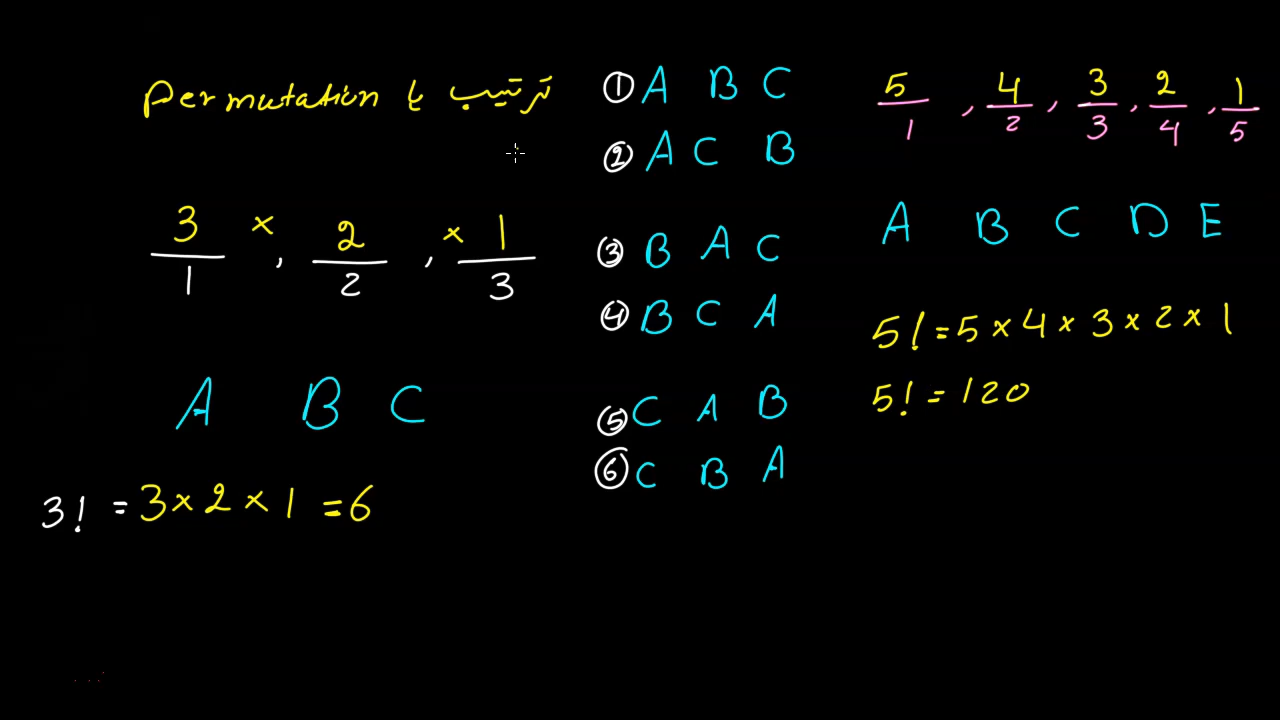 Permutation یا ترتیب
3/1 × , 2/2 , × 1/3
A B C
3! = 3 × 2 × 1 = 6
① A B C
② A C B
③ B A C
④ B C A
⑤ C A B
⑥ C B A
5/1 , 4/2 , 3/3 , 2/4 , 1/5
A B C D E
5! = 5 × 4 × 3 × 2 × 1
5! = 120